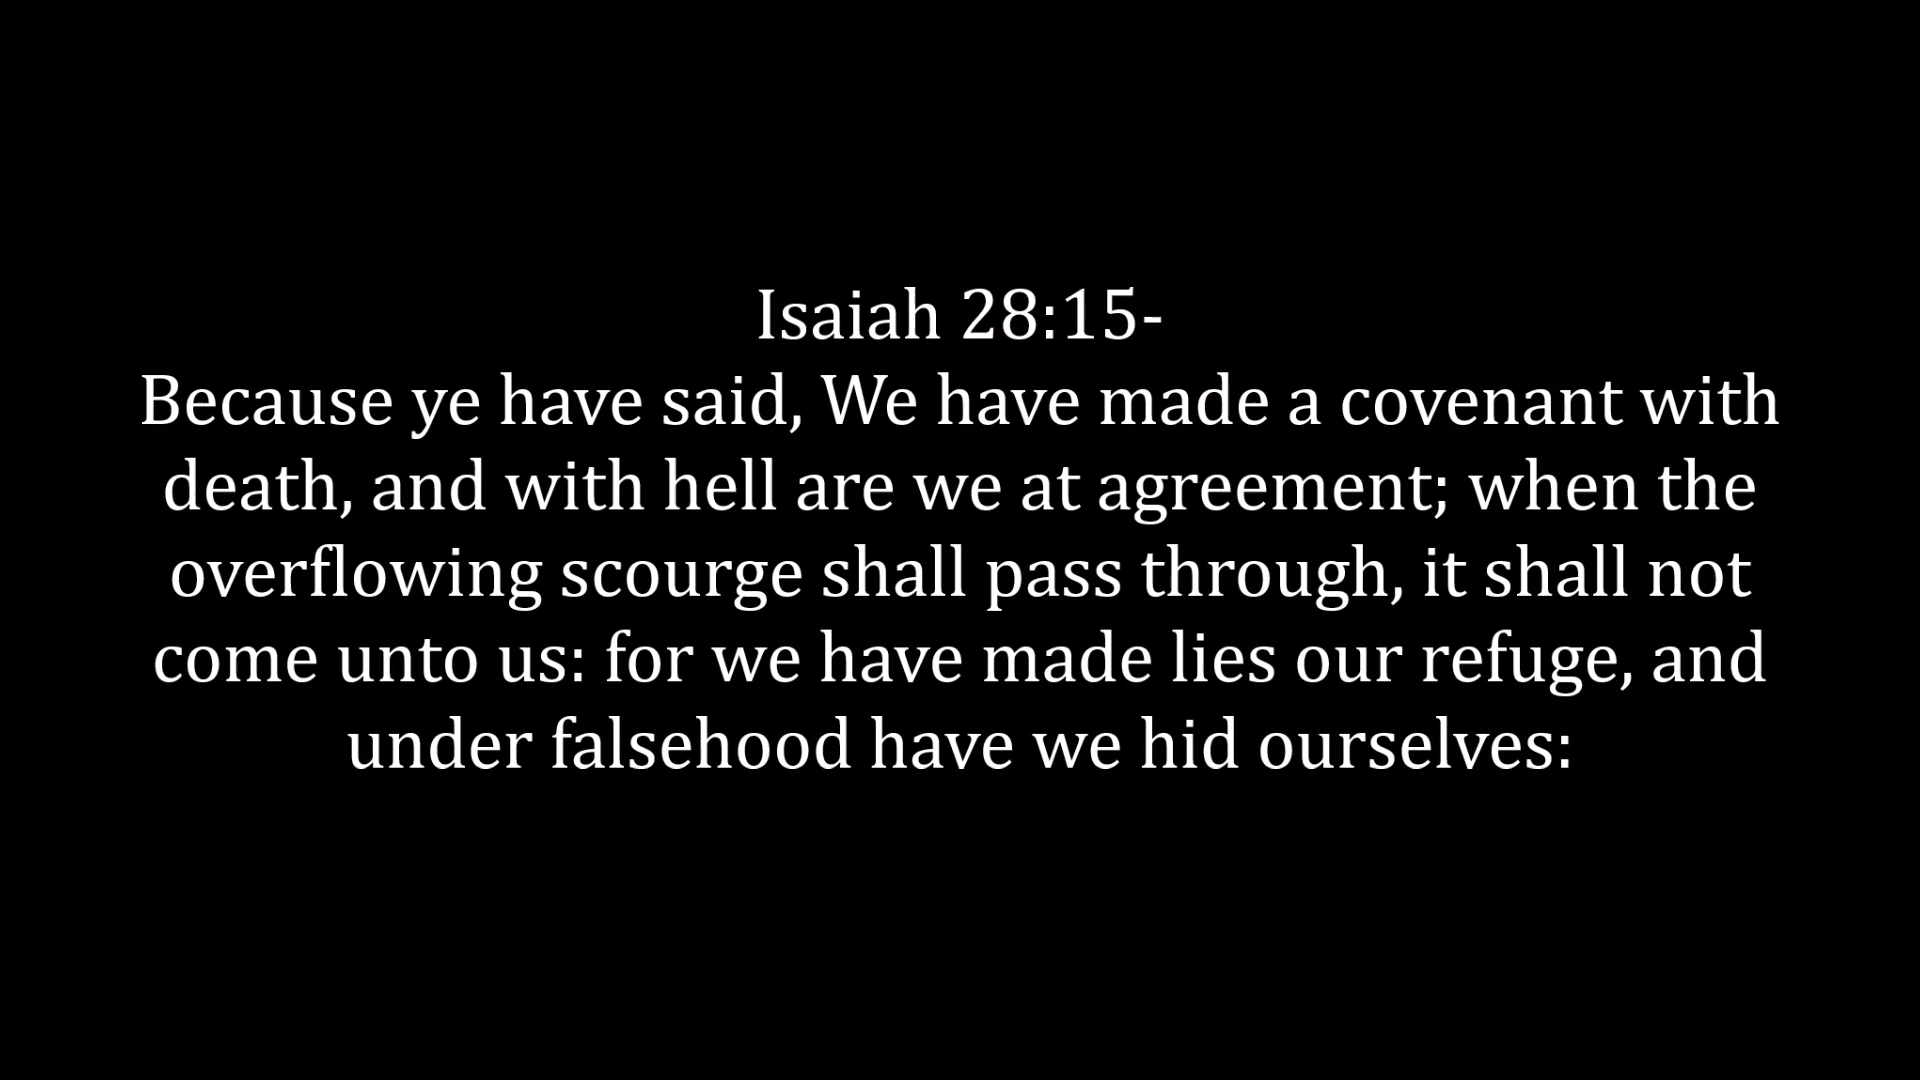 Isaiah 28:15-
Because ye have said, We have made a covenant with
death, and with hell are we at agreement; when the
overflowing scourge shall pass through, it shall not
come unto us: for we have made lies our refuge, and
under falsehood have we hid ourselves: